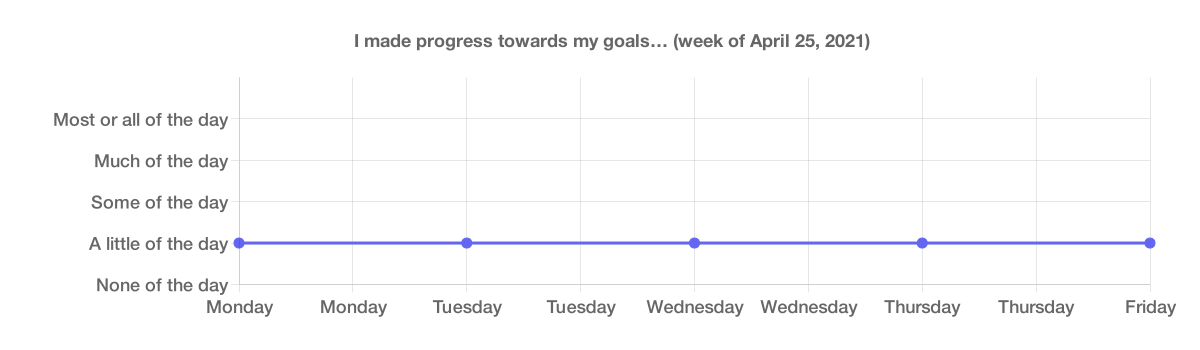 I made progress towards my goals… (week of April 25, 2021)
Most or all of the day
Much of the day
Some of the day
A little of the day
None of the day
Monday Monday Tuesday Tuesday Wednesday Wednesday Thursday Thursday Friday